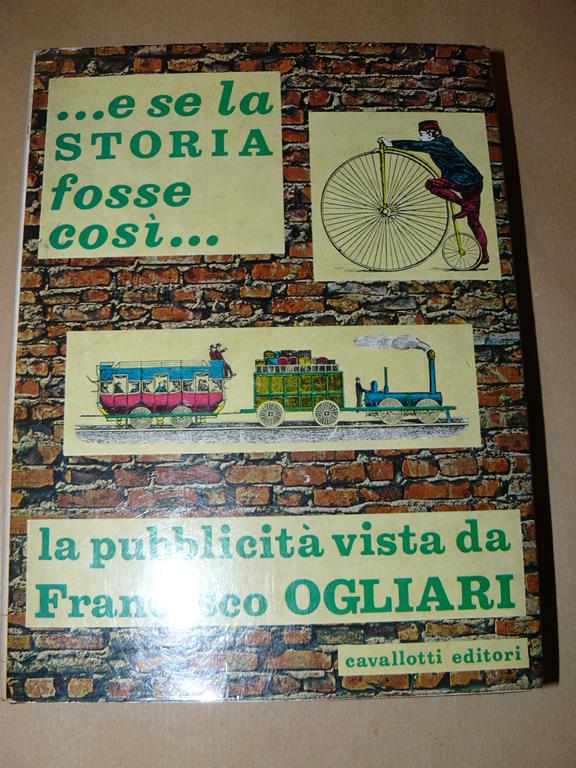 ...e se la
STORIA
fosse
così...
la pubblicità vista da
Francesco OGLIARI
cavallotti editori